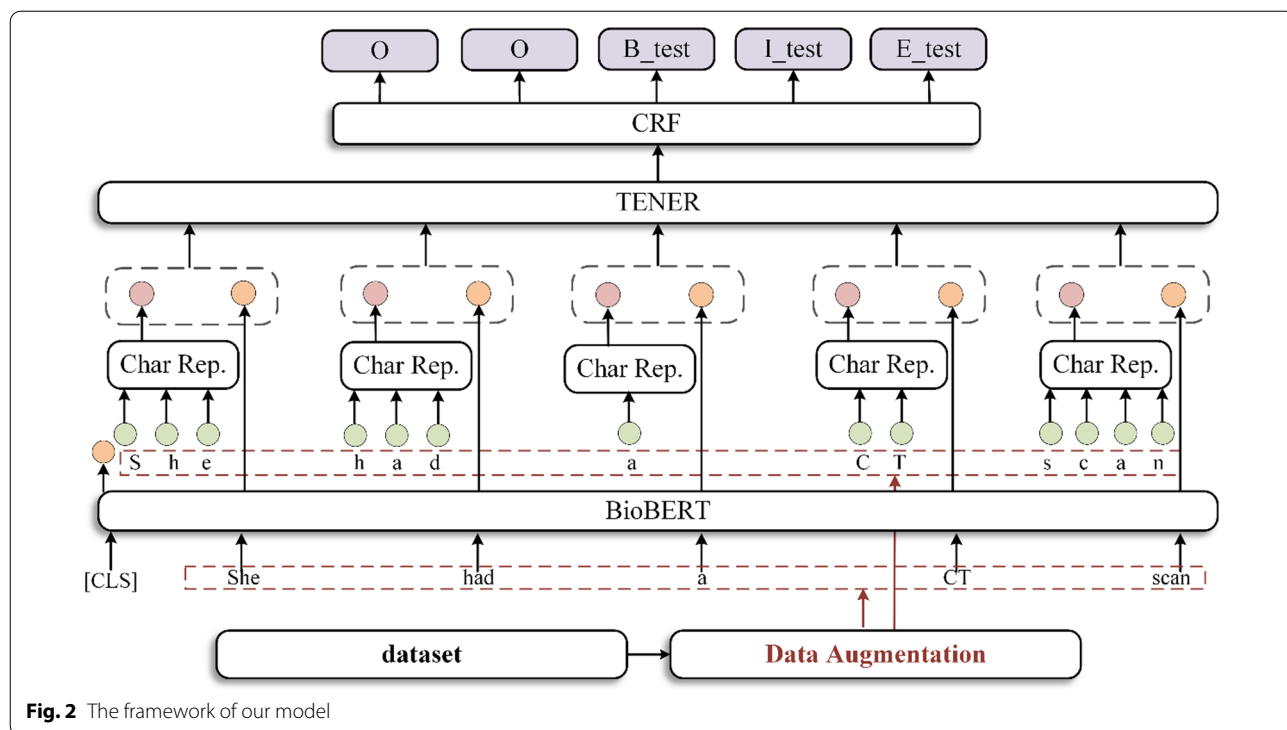 O O B_test I_test E_test
CRF
TENER
Char Rep. Char Rep. Char Rep. Char Rep. Char Rep.
S h e h a d a C T s c a n
BioBERT
[CLS] She had a CT scan
dataset Data Augmentation
Fig. 2 The framework of our model